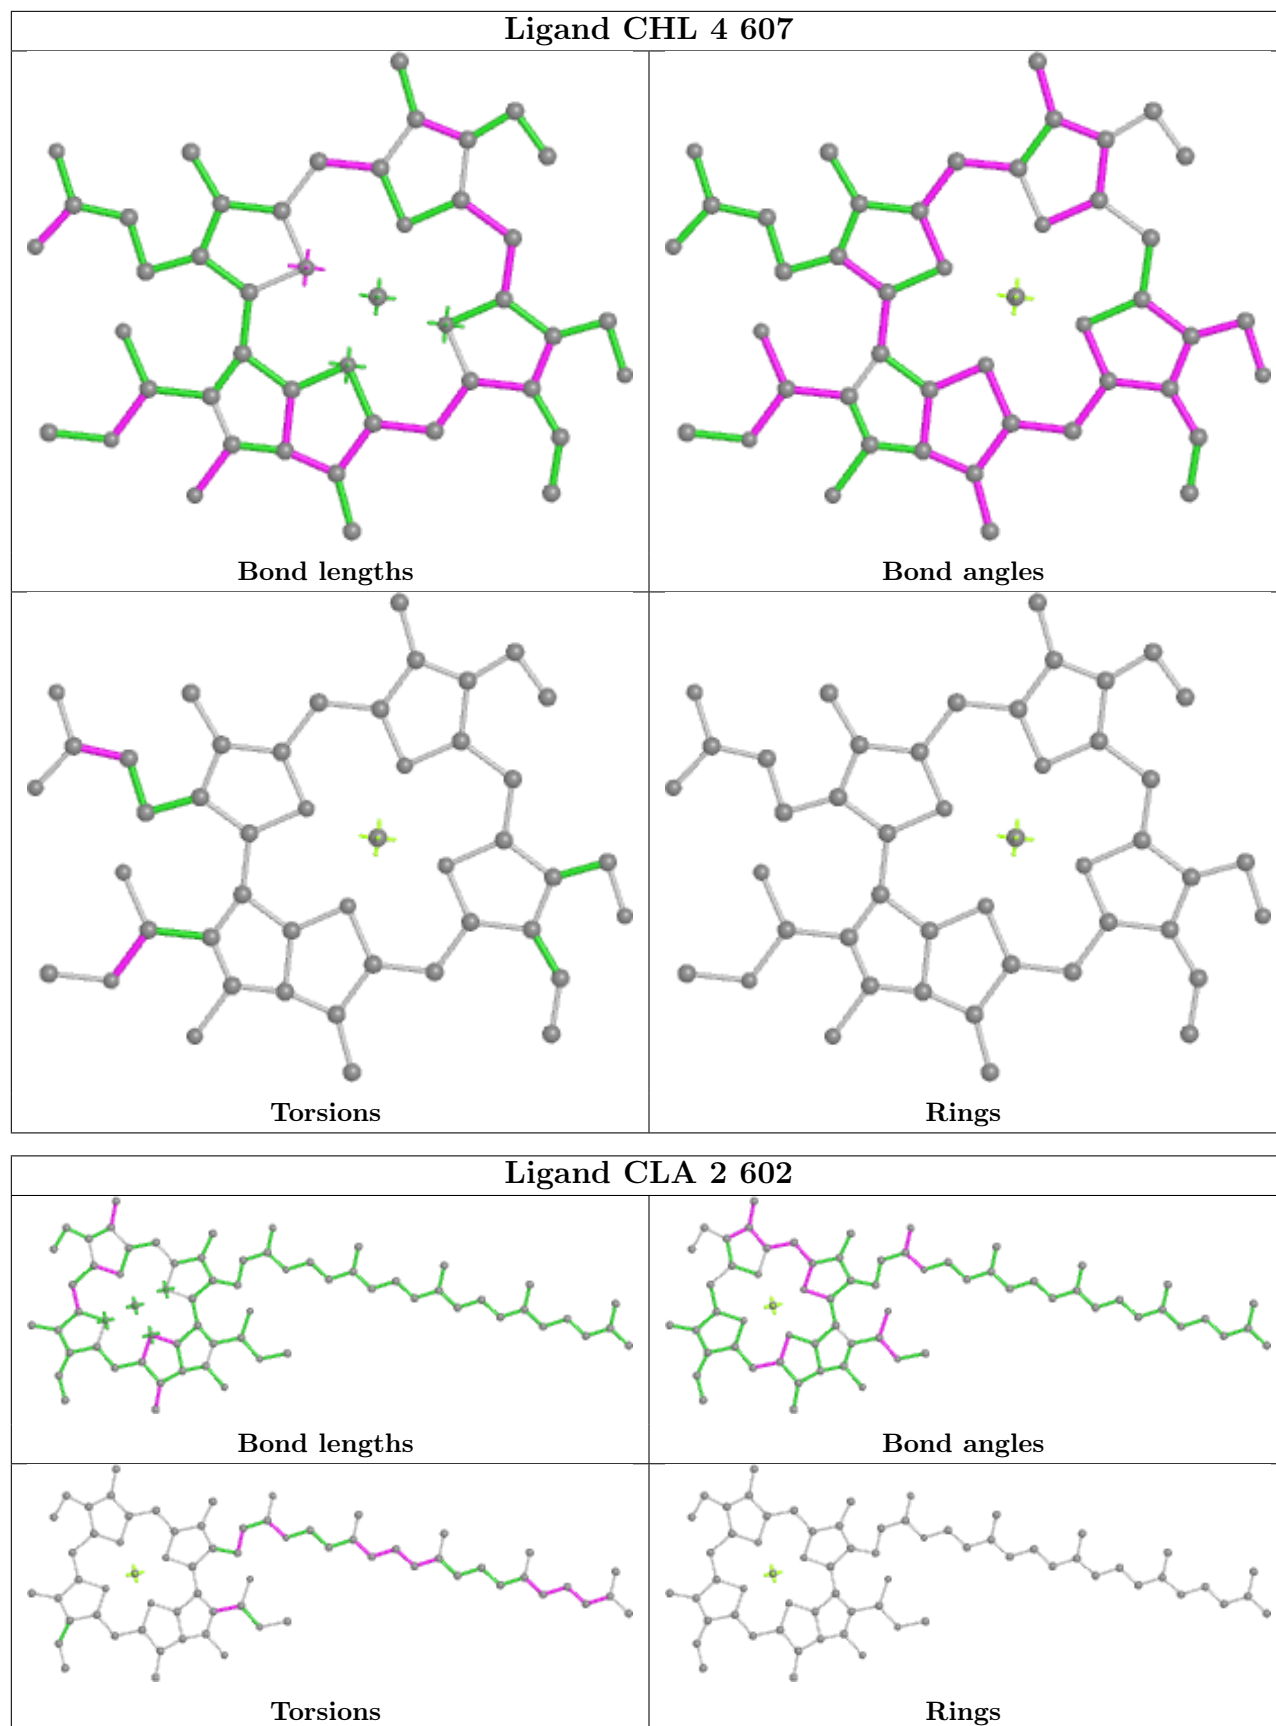 Ligand CHL 4 607
Bond lengths
Bond angles
Torsions
Rings
Ligand CLA 2 602
Bond lengths
Bond angles
Torsions
Rings